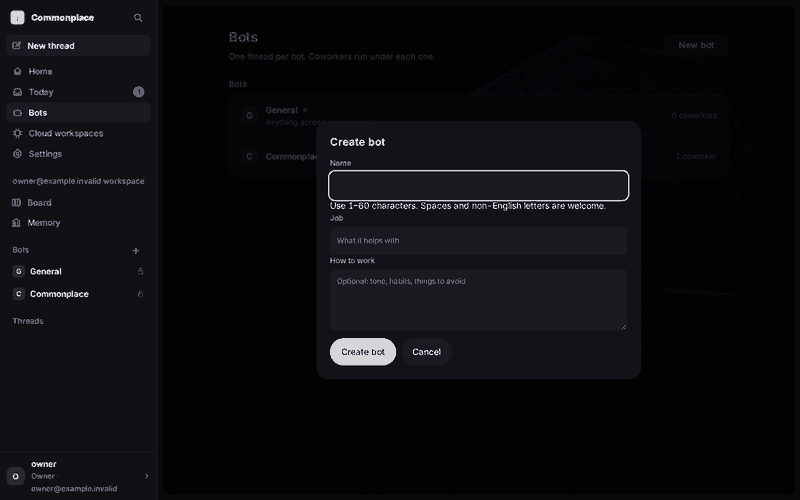 Commonplace
New thread
Home
Today
1
Bots
Cloud workspaces
Settings
owner@example.invalid workspace
Board
Memory
Bots
G General
C Commonplace
Threads
O owner
Owner
owner@example.invalid
Bots
New bot
One thread per bot. Coworkers run under each one.
Bots
G General
0 coworkers
Anything across
C Commonplac
1 coworker
Create bot
Name
Use 1–60 characters. Spaces and non-English letters are welcome.
Job
What it helps with
How to work
Optional: tone, habits, things to avoid
Create bot
Cancel